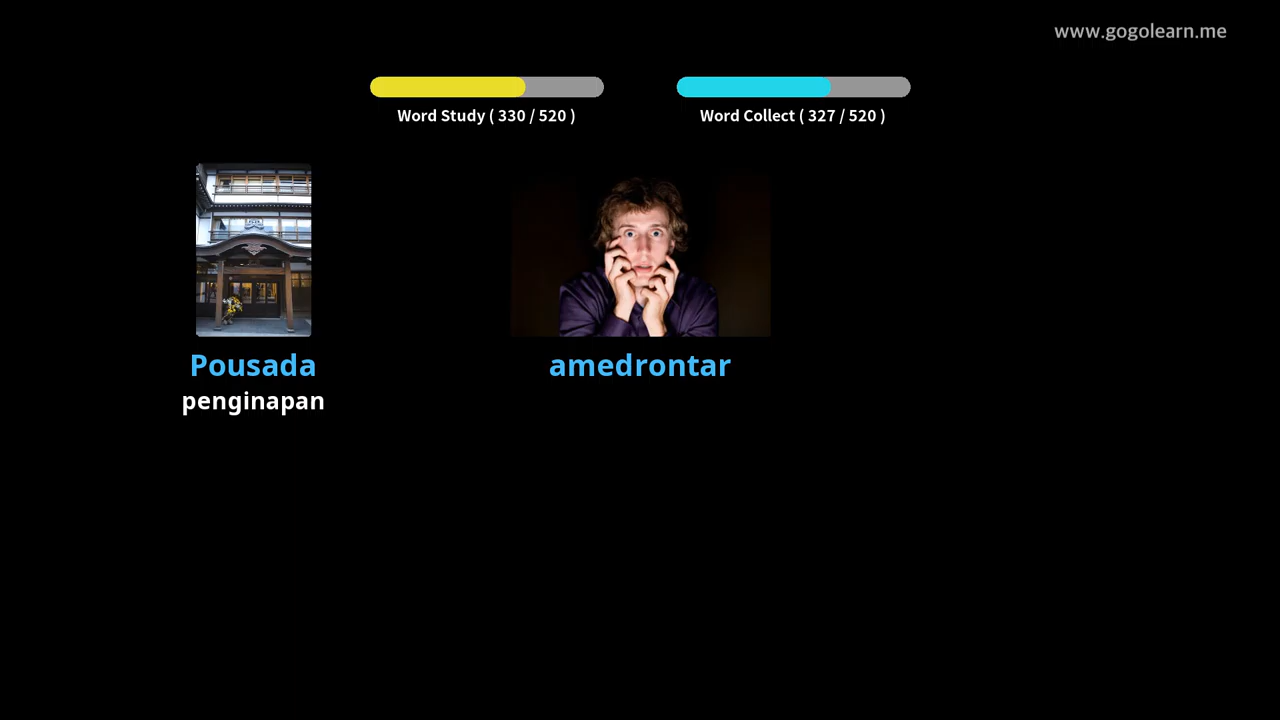 www.gogolearn.me
Word Study ( 330 / 520 )
Word Collect ( 327 / 520 )
Pousada
penginapan
amedrontar